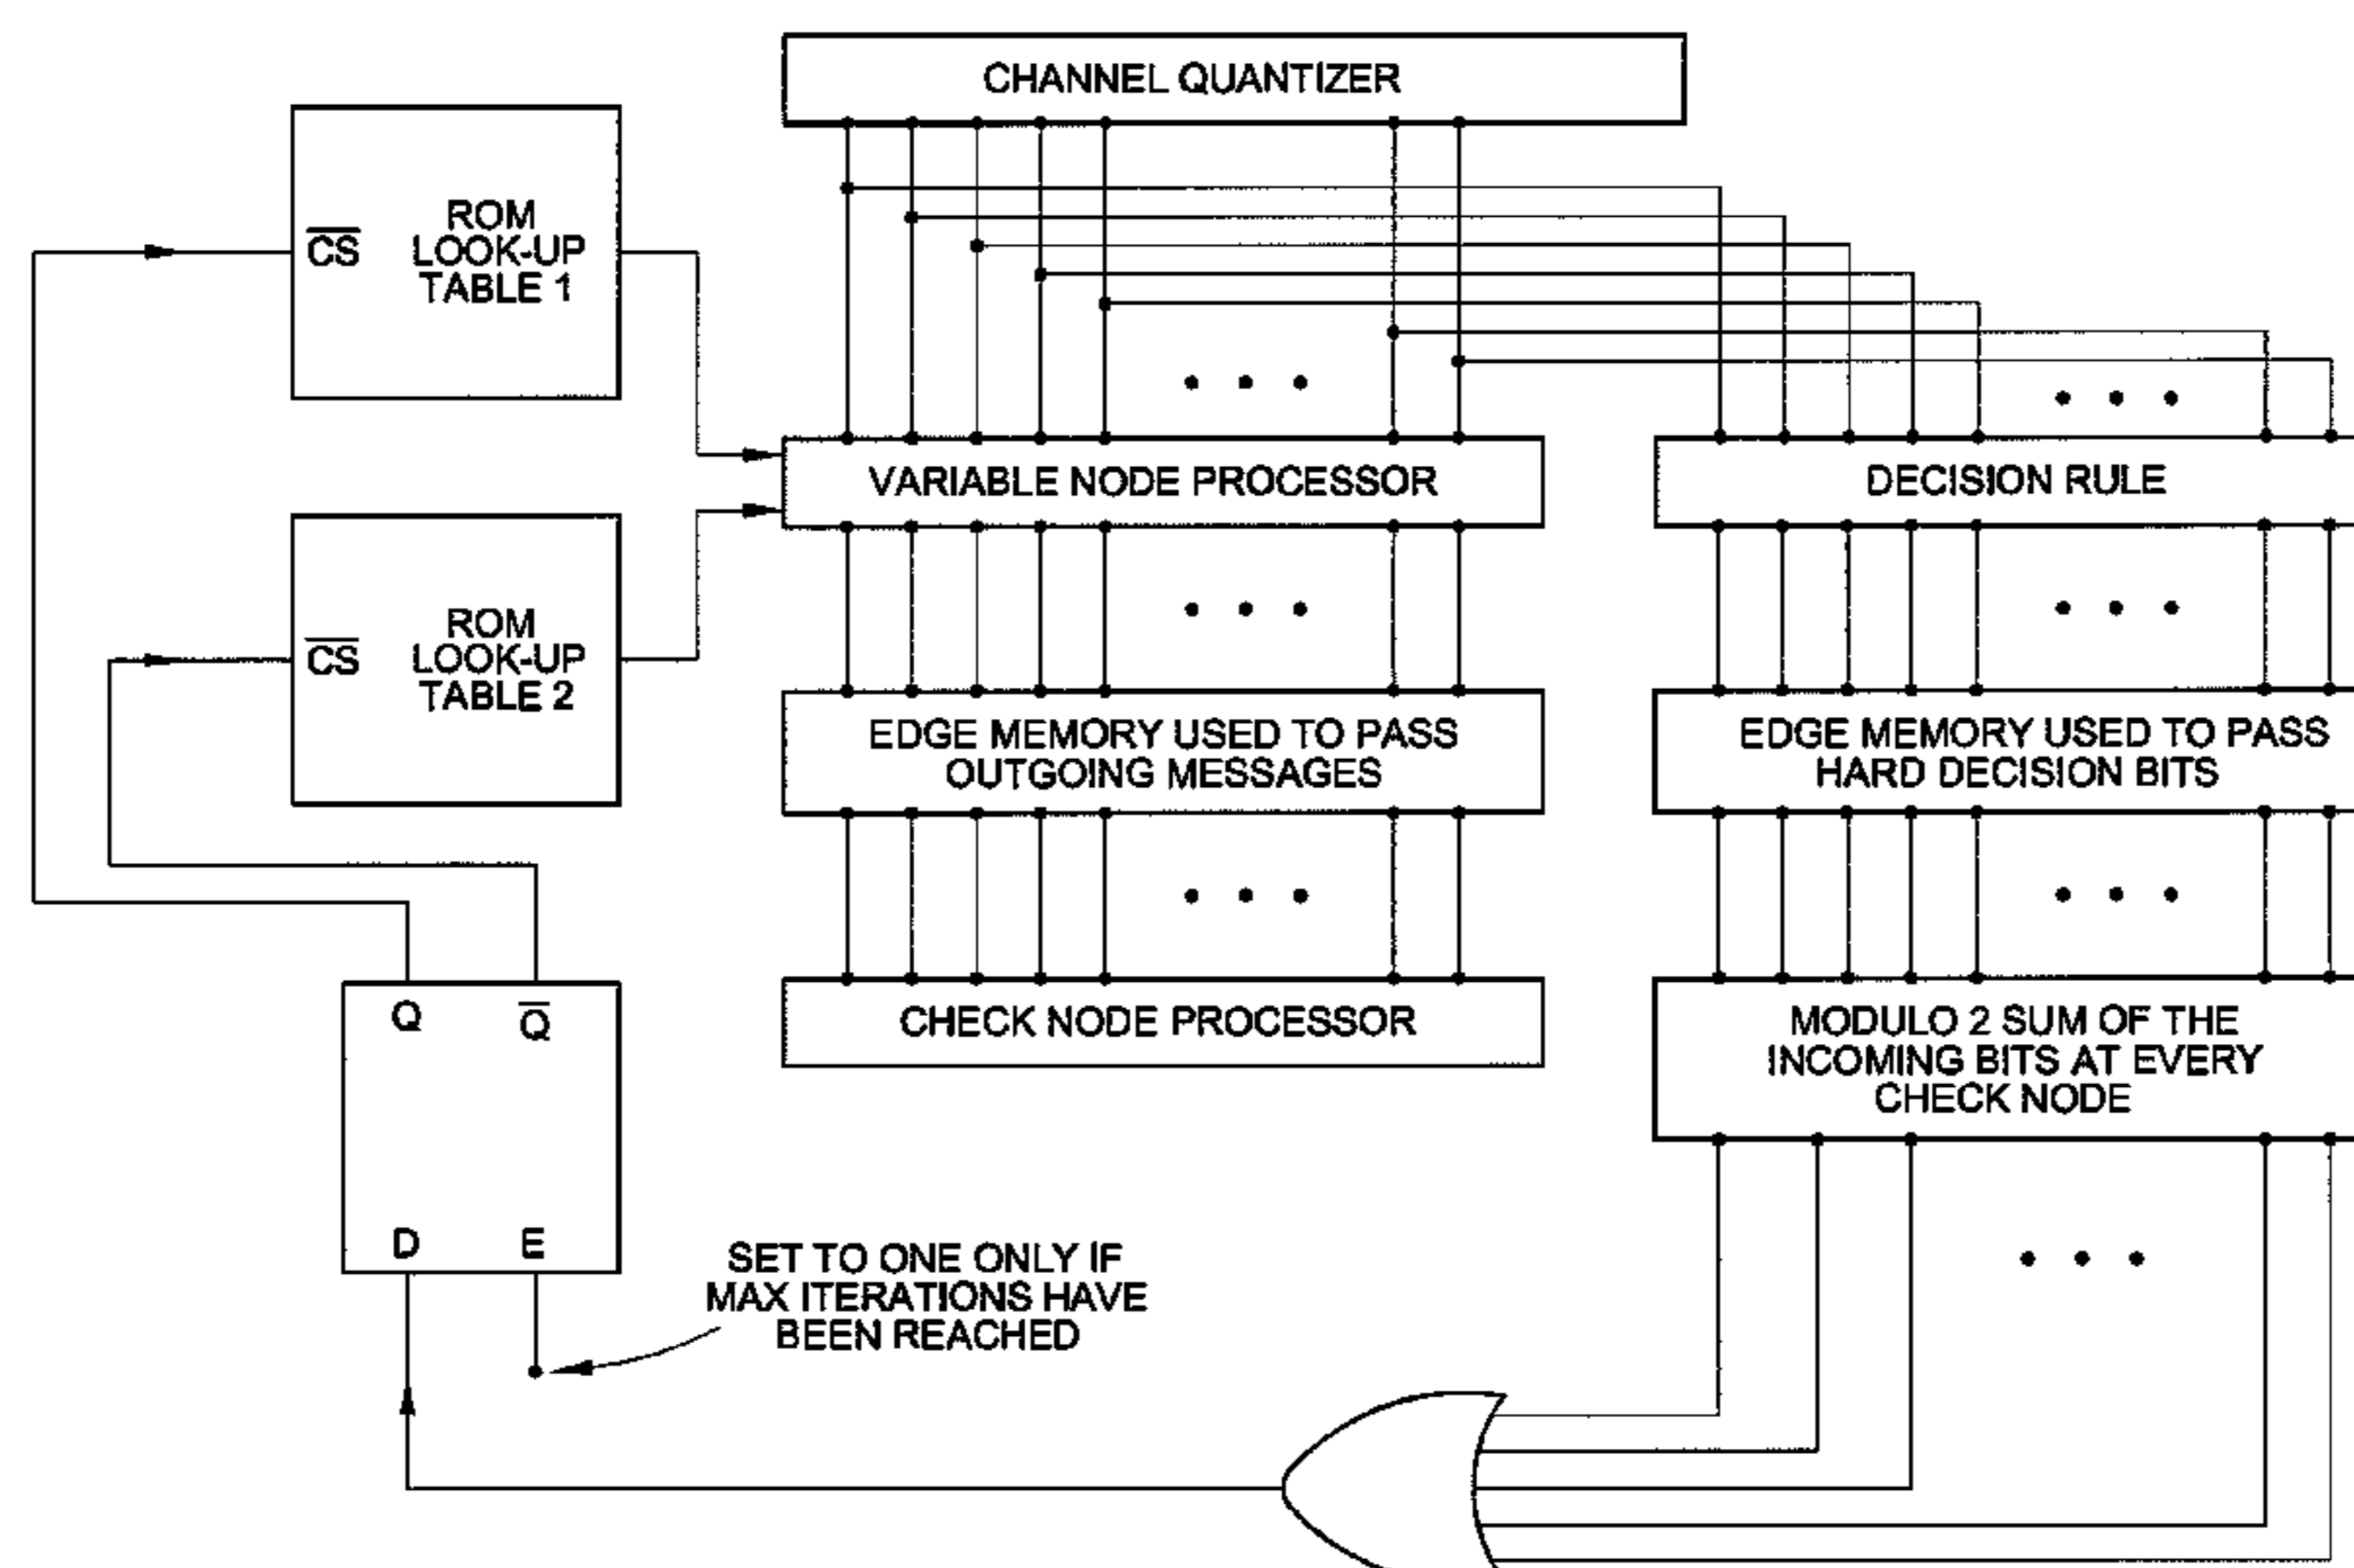 CHANNEL QUANTIZER
C̅S̅
ROM
LOOK-UP
TABLE 1
VARIABLE NODE PROCESSOR
DECISION RULE
C̅S̅
ROM
LOOK-UP
TABLE 2
EDGE MEMORY USED TO PASS
OUTGOING MESSAGES
EDGE MEMORY USED TO PASS
HARD DECISION BITS
Q
Q̅
CHECK NODE PROCESSOR
MODULO 2 SUM OF THE
INCOMING BITS AT EVERY
CHECK NODE
D
E
SET TO ONE ONLY IF
MAX ITERATIONS HAVE
BEEN REACHED